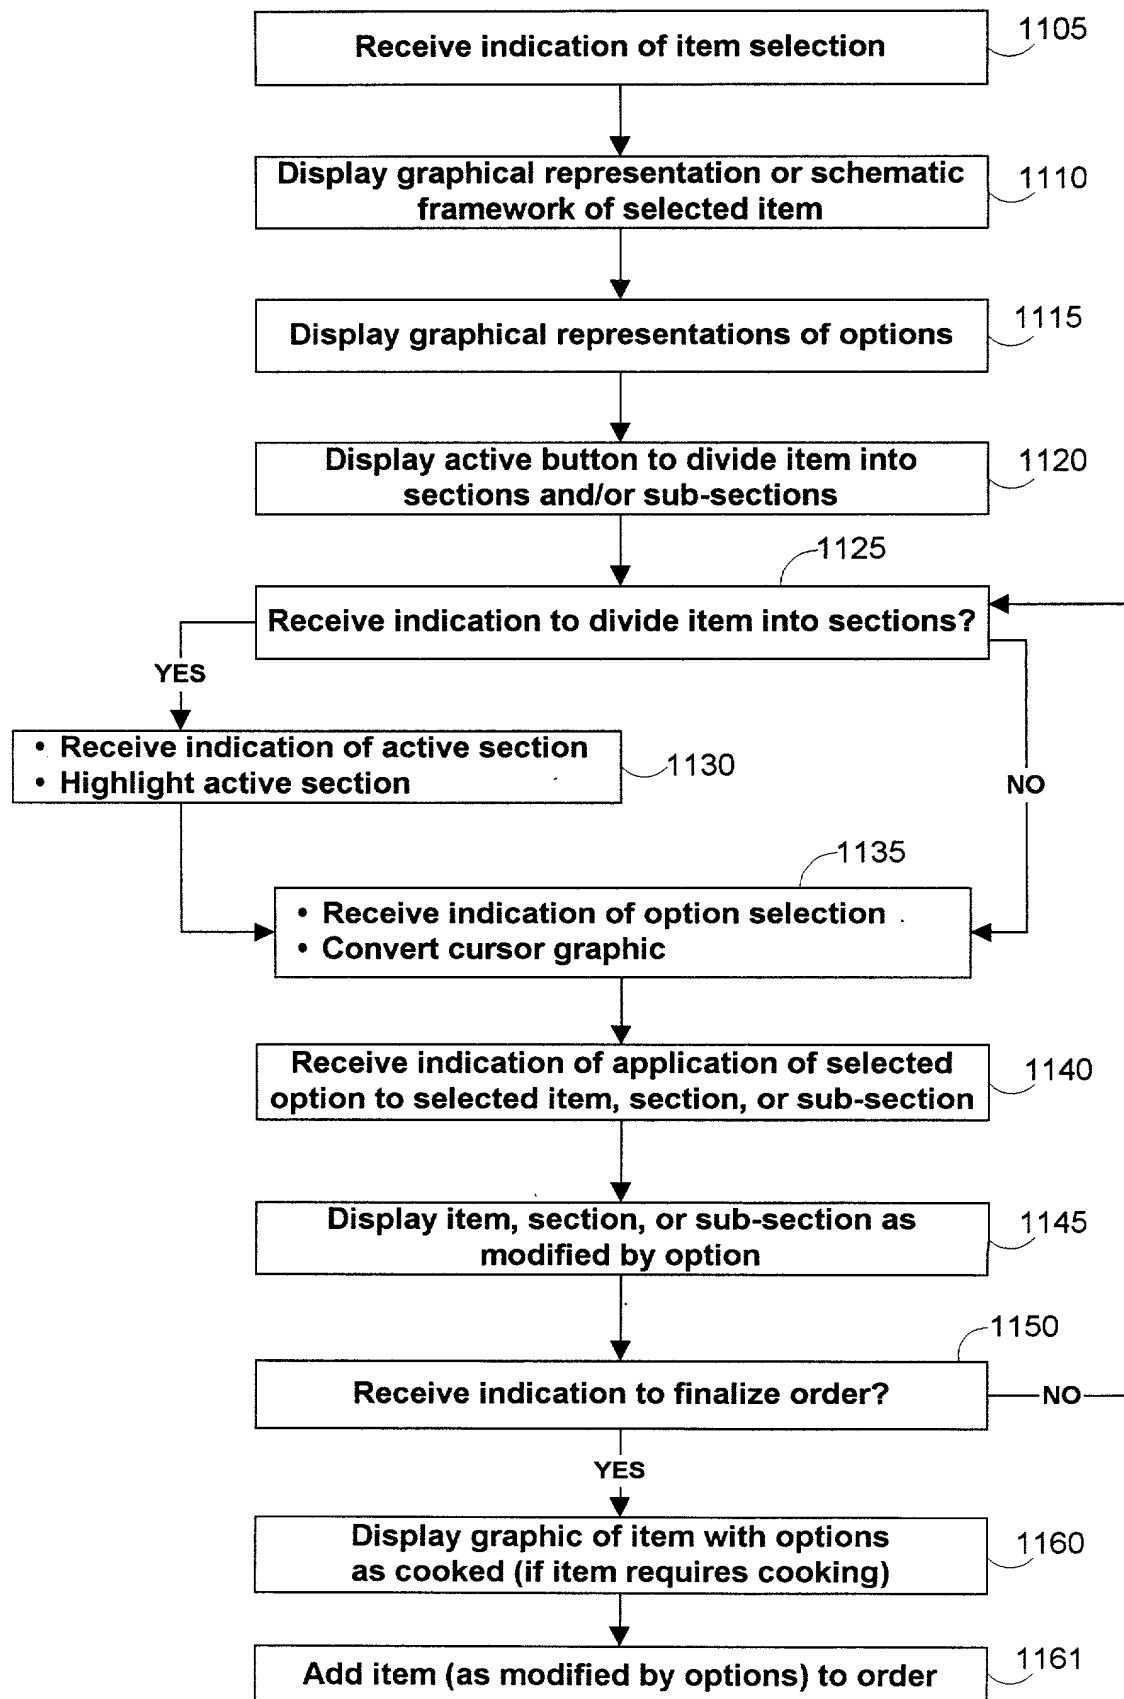 Receive indication of item selection
1105
Display graphical representation or schematic
framework of selected item
1110
Display graphical representations of options
1115
Display active button to divide item into
sections and/or sub-sections
1120
1125
Receive indication to divide item into sections?
YES
• Receive indication of active section
• Highlight active section
1130
NO
1135
• Receive indication of option selection
• Convert cursor graphic
Receive indication of application of selected
option to selected item, section, or sub-section
1140
Display item, section, or sub-section as
modified by option
1145
1150
Receive indication to finalize order?
NO
YES
Display graphic of item with options
as cooked (if item requires cooking)
1160
Add item (as modified by options) to order
1161